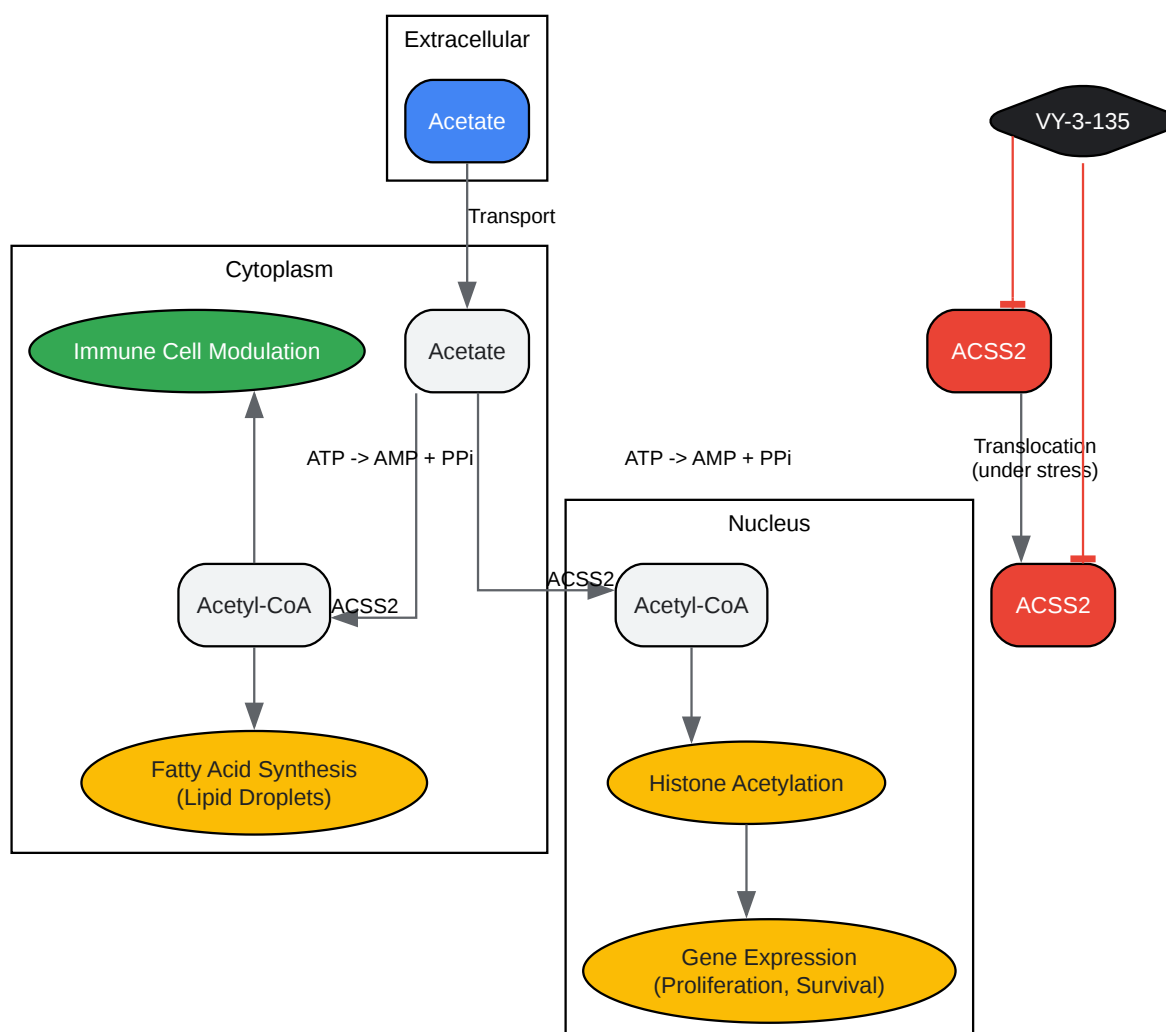 Extracellular
Acetate
VY-3-135
Transport
Cytoplasm
Immune Cell Modulation
Acetate
ACSS2
ATP -> AMP + PPi
ATP -> AMP + PPi
Translocation
(under stress)
Nucleus
Acetyl-CoA
ACSS2
ACSS2
Acetyl-CoA
ACSS2
Fatty Acid Synthesis
(Lipid Droplets)
Histone Acetylation
Gene Expression
(Proliferation, Survival)